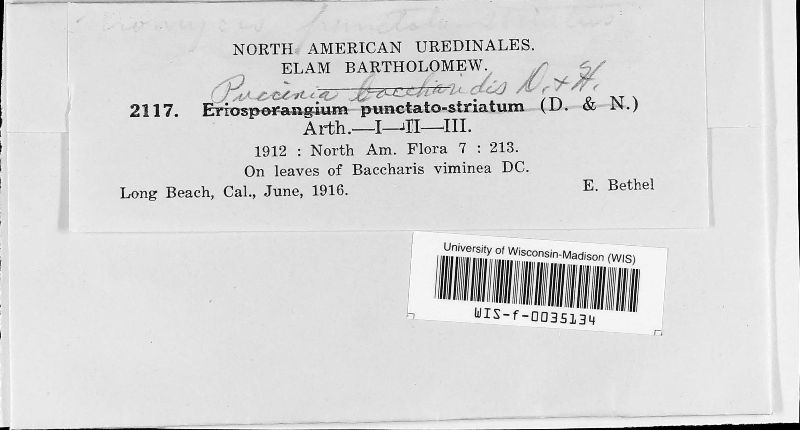 NORTH AMERICAN UREDINALES.
ELAM BARTHOLOMEW.
Puccinia baccharidis D. & H.
2117. Eriosporangium punctato-striatum (D. & N.)
Arth.—I—II—III.
1912 : North Am. Flora 7 : 213.
On leaves of Baccharis viminea DC.
Long Beach, Cal., June, 1916. E. Bethel
University of Wisconsin-Madison (WIS)
WIS-f-0035134